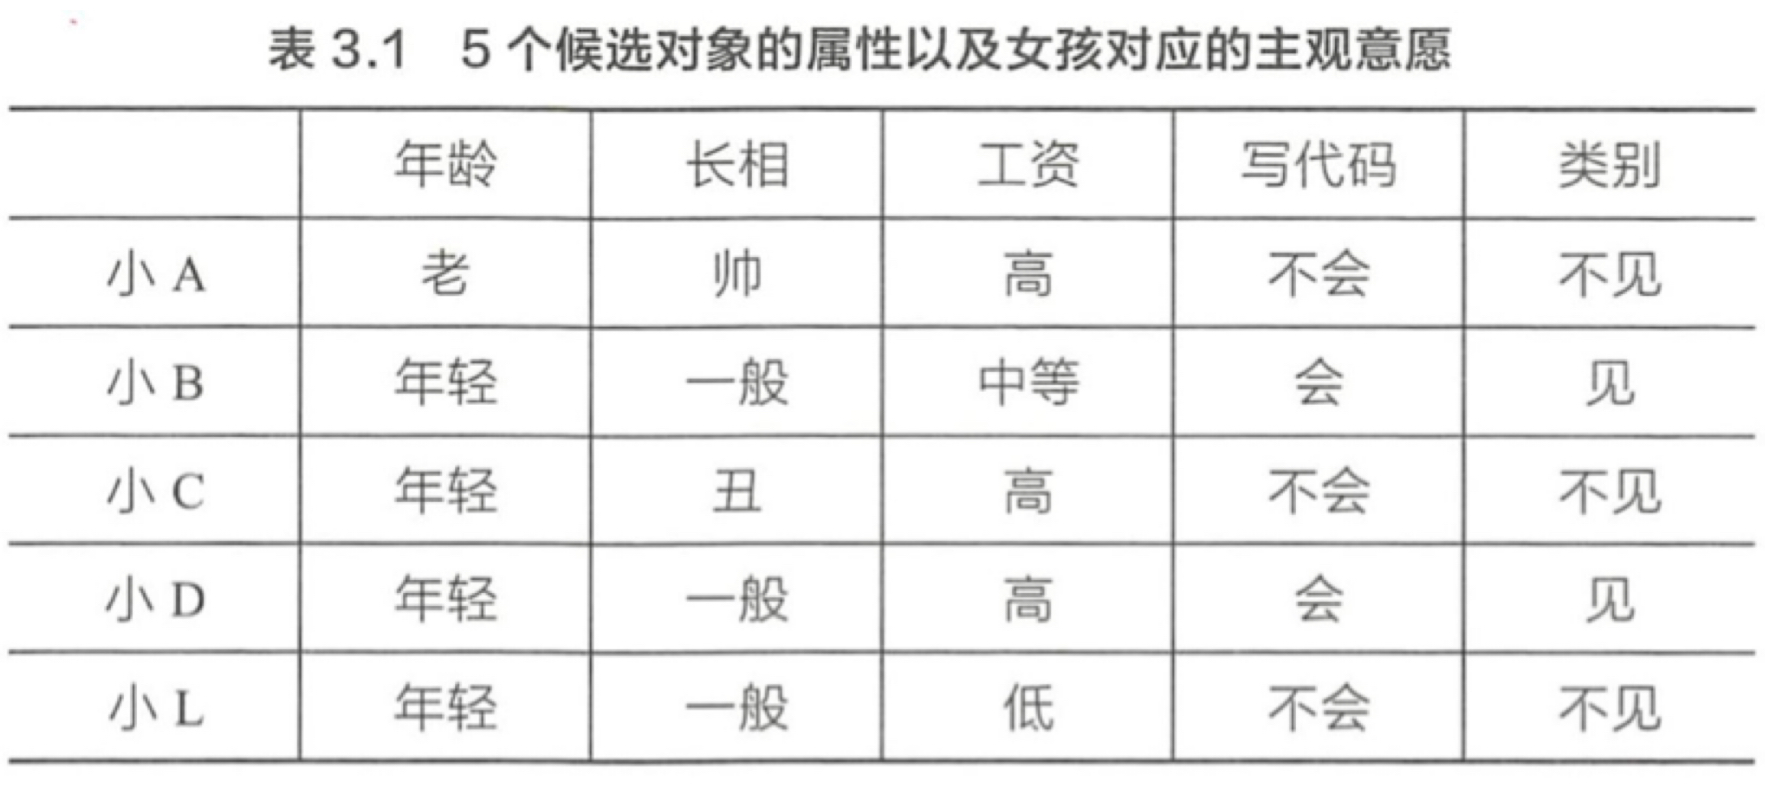 表 3.1 5 个候选对象的属性以及女孩对应的主观意愿
年龄 长相 工资 写代码 类别
小 A 老 帅 高 不会 不见
小 B 年轻 一般 中等 会 见
小 C 年轻 丑 高 不会 不见
小 D 年轻 一般 高 会 见
小 L 年轻 一般 低 不会 不见